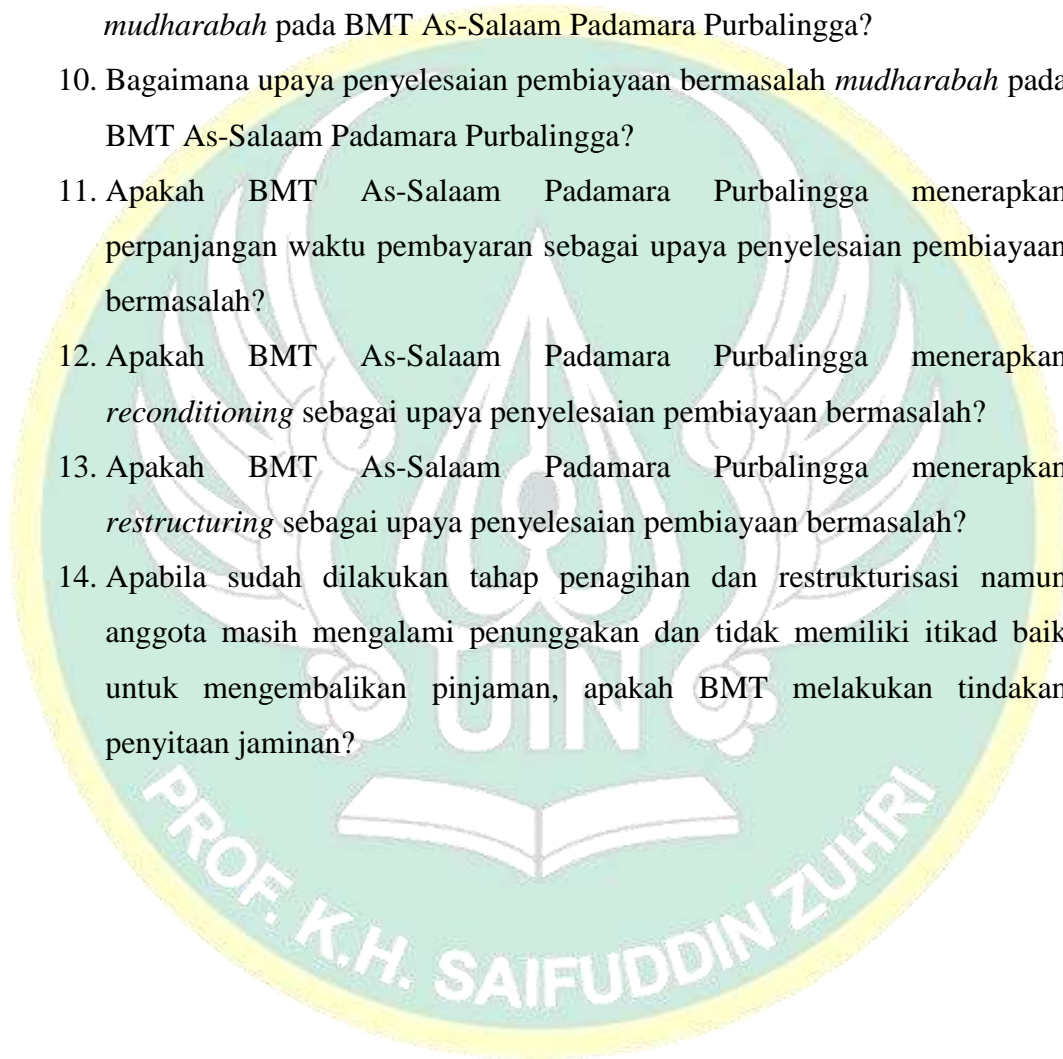 mudharabah pada BMT As-Salaam Padamara Purbalingga?
10. Bagaimana upaya penyelesaian pembiayaan bermasalah mudharabah pada
BMT As-Salaam Padamara Purbalingga?
11. Apakah BMT As-Salaam Padamara Purbalingga menerapkan
perpanjangan waktu pembayaran sebagai upaya penyelesaian pembiayaan
bermasalah?
12. Apakah BMT As-Salaam Padamara Purbalingga menerapkan
reconditioning sebagai upaya penyelesaian pembiayaan bermasalah?
13. Apakah BMT As-Salaam Padamara Purbalingga menerapkan
restructuring sebagai upaya penyelesaian pembiayaan bermasalah?
14. Apabila sudah dilakukan tahap penagihan dan restrukturisasi namun
anggota masih mengalami penunggakan dan tidak memiliki itikad baik
untuk mengembalikan pinjaman, apakah BMT melakukan tindakan
penyitaan jaminan?
UIN
PROF. K.H. SAIFUDDIN ZUHRI